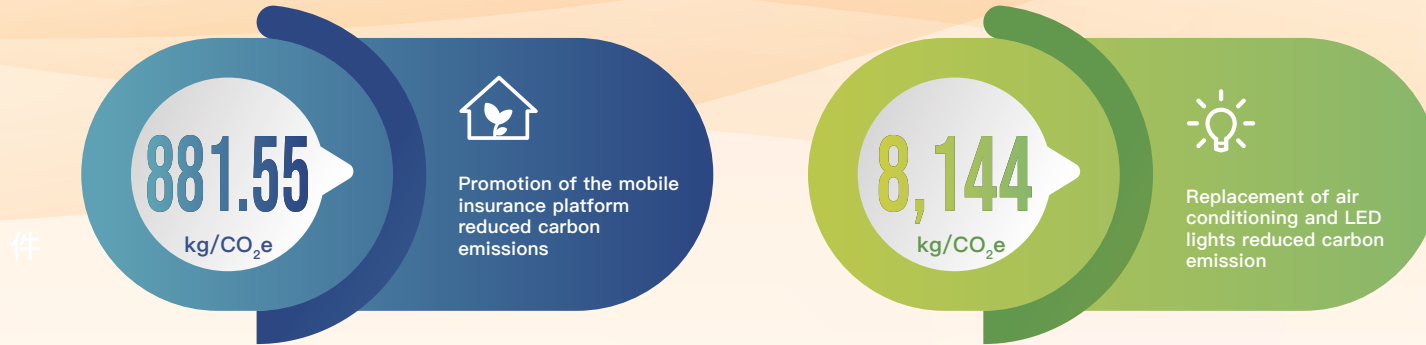 881.55
kg/CO₂e
Promotion of the mobile
insurance platform
reduced carbon
emissions
8,144
kg/CO₂e
Replacement of air
conditioning and LED
lights reduced carbon
emission
件